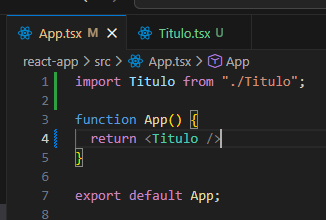 App.tsx M Titulo.tsx U
react-app > src > App.tsx > App
1 import Titulo from "./Titulo";
2
3 function App() {
4 return <Titulo />
5 }
6
7 export default App;
8